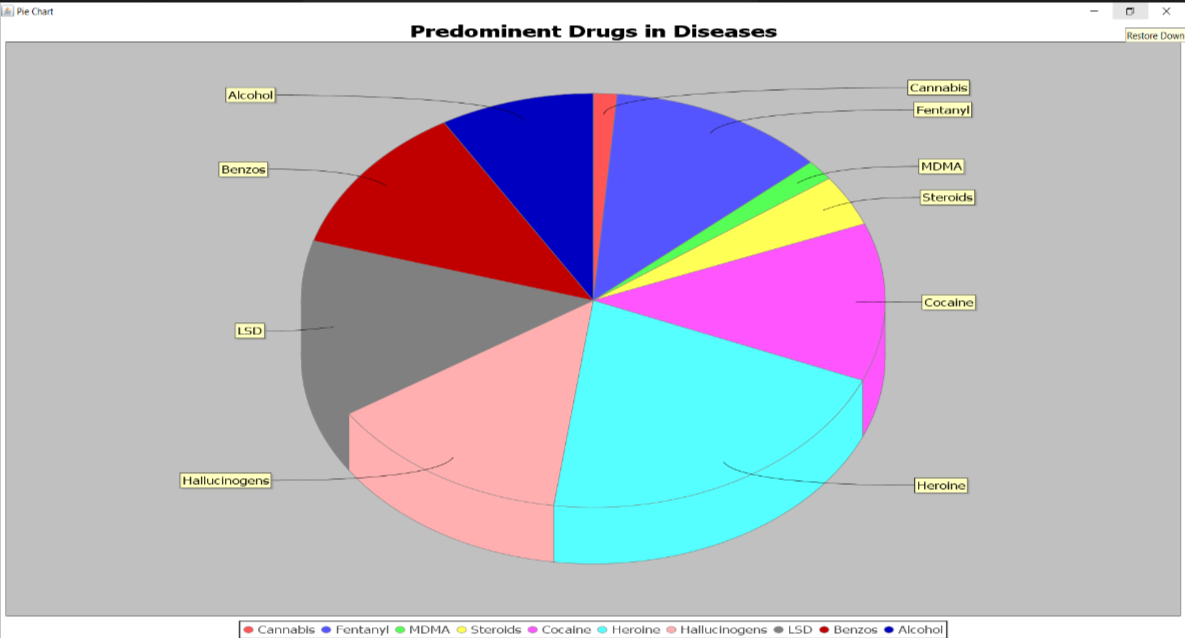 Pie Chart
Predominent Drugs in Diseases
Restore Down
Alcohol
Cannabis
Fentanyl
Benzos
MDMA
Steroids
Cocaine
LSD
Hallucinogens
Heroine
Cannabis Fentanyl MDMA Steroids Cocaine Heroine Hallucinogens LSD Benzos Alcohol